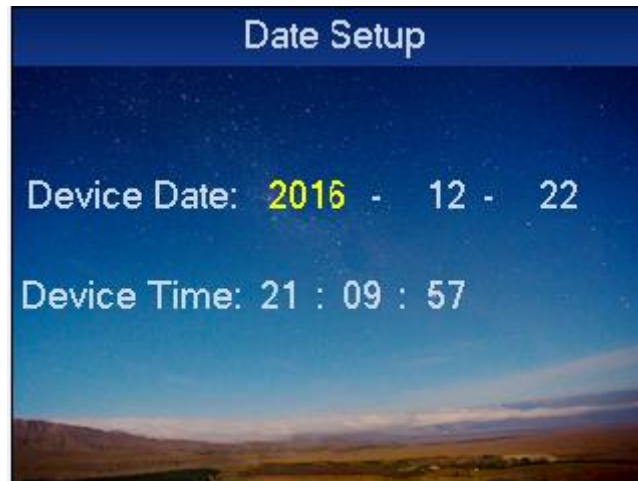 Date Setup
Device Date: 2016 - 12 - 22
Device Time: 21 : 09 : 57